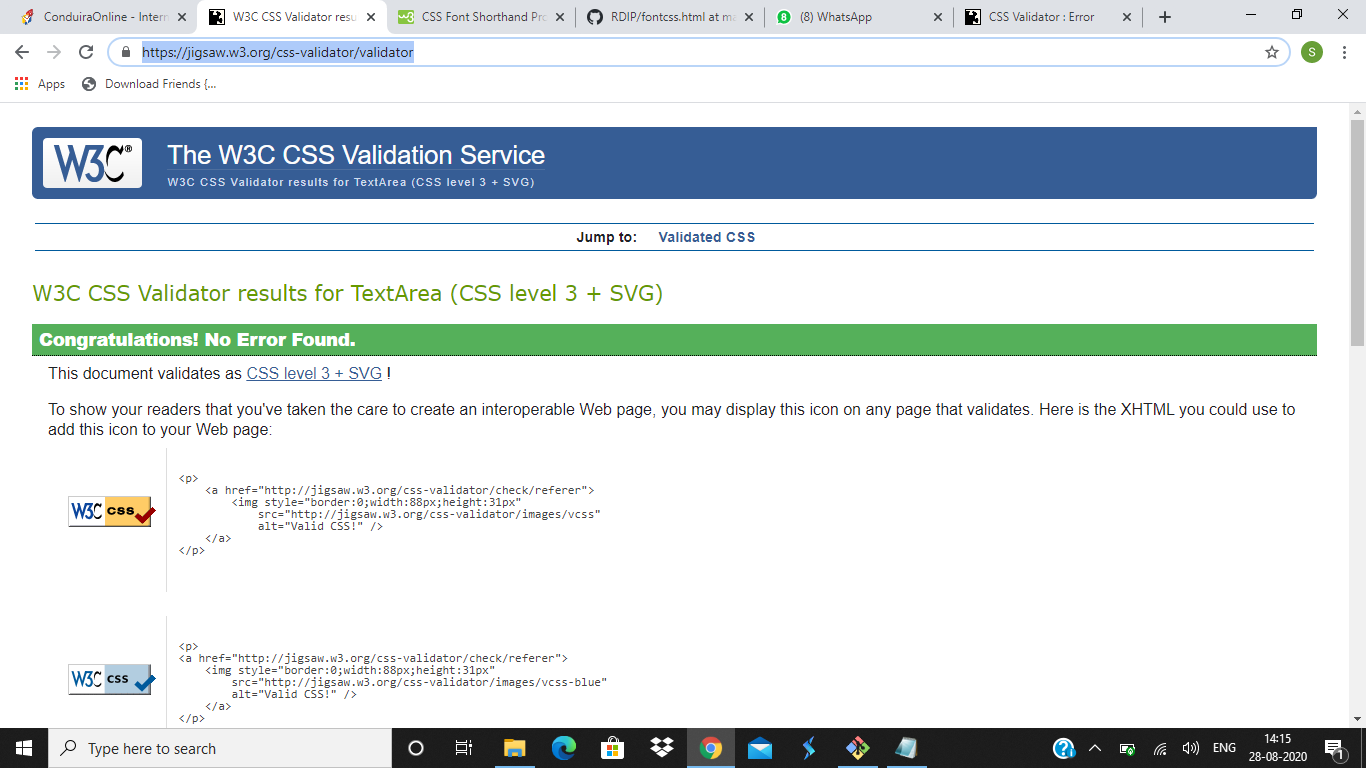 ConduiraOnline - Intern
W3C CSS Validator resu
CSS Font Shorthand Pro
RDIP/fontcss.html at ma
(8) WhatsApp
CSS Validator : Error
https://jigsaw.w3.org/css-validator/validator
S
Apps
Download Friends {...
W3C®
The W3C CSS Validation Service
W3C CSS Validator results for TextArea (CSS level 3 + SVG)
Jump to: Validated CSS
W3C CSS Validator results for TextArea (CSS level 3 + SVG)
Congratulations! No Error Found.
This document validates as CSS level 3 + SVG !
To show your readers that you've taken the care to create an interoperable Web page, you may display this icon on any page that validates. Here is the XHTML you could use to
add this icon to your Web page:
W3C css
<p>
<a href="http://jigsaw.w3.org/css-validator/check/referer">
<img style="border:0;width:88px;height:31px"
src="http://jigsaw.w3.org/css-validator/images/vcss"
alt="Valid CSS!" />
</a>
</p>
W3C css
<p>
<a href="http://jigsaw.w3.org/css-validator/check/referer">
<img style="border:0;width:88px;height:31px"
src="http://jigsaw.w3.org/css-validator/images/vcss-blue"
alt="Valid CSS!" />
</a>
</p>
Type here to search
ENG
14:15
28-08-2020
1